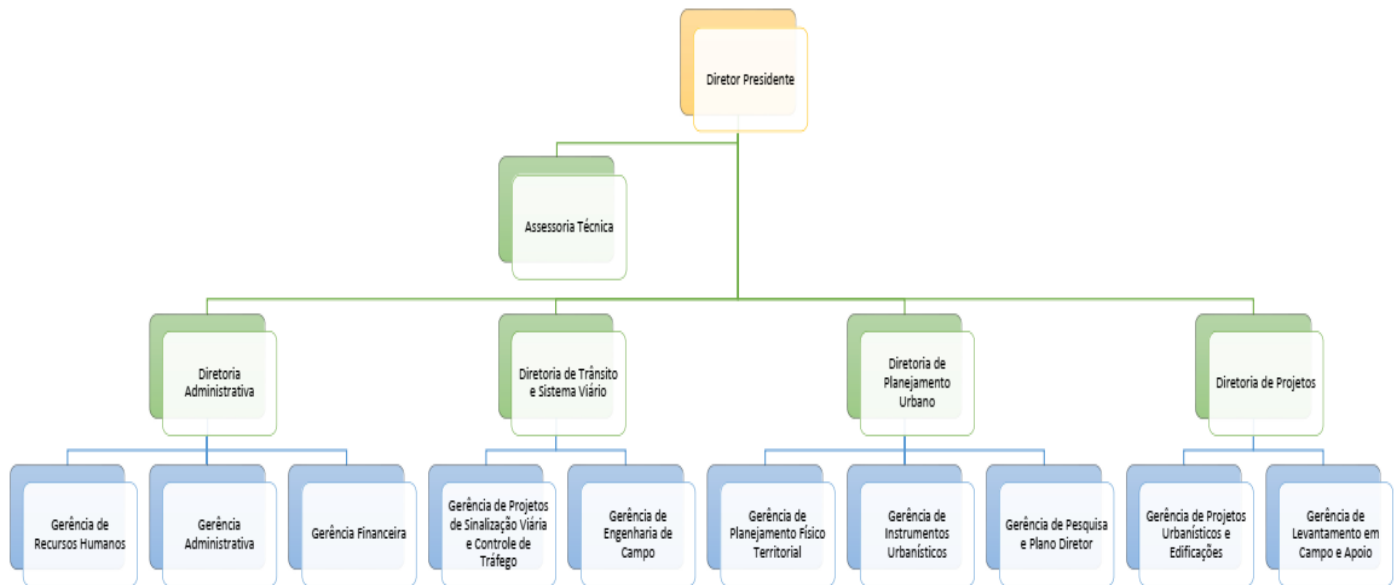 Diretor Presidente
Assessoria Técnica
Diretoria
Administrativa
Diretoria de Trânsito
e Sistema Viário
Diretoria de
Planejamento
Urbano
Diretoria de Projetos
Gerência de
Recursos Humanos
Gerência
Administrativa
Gerência Financeira
Gerência de Projetos
de Sinalização Viária
e Controle de
Tráfego
Gerência de
Engenharia de
Campo
Gerência de
Planejamento Físico
Territorial
Gerência de
Instrumentos
Urbanísticos
Gerência de Pesquisa
e Plano Diretor
Gerência de Projetos
Urbanísticos e
Edificações
Gerência de
Levantamento em
Campo e Apoio